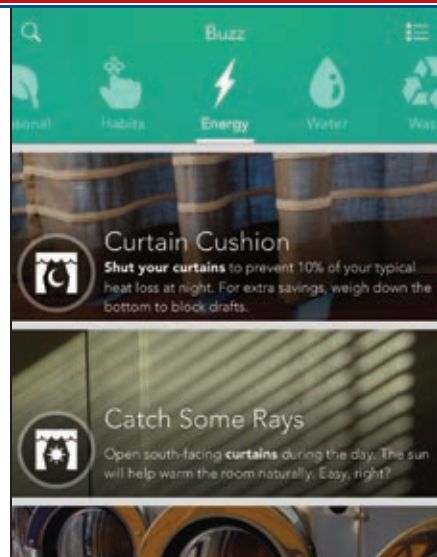 Buzz
sonal Habits Energy Water Wast
Curtain Cushion
Shut your curtains to prevent 10% of your typical
heat loss at night. For extra savings, weigh down the
bottom to block drafts.
Catch Some Rays
Open south-facing curtains during the day. The sun
will help warm the room naturally. Easy, right?